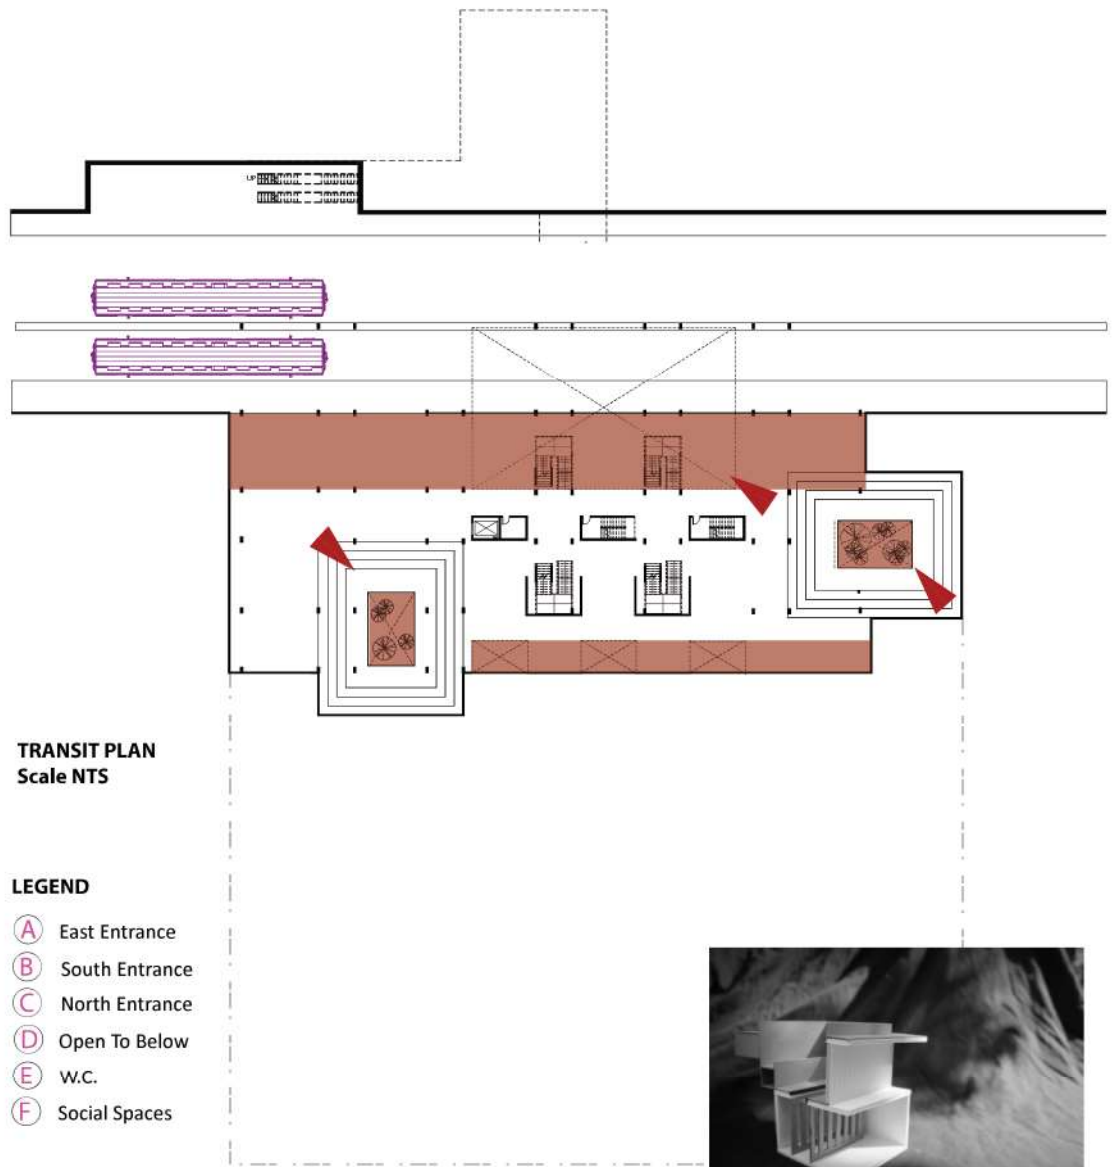 UP
TRANSIT PLAN
Scale NTS
LEGEND
A East Entrance
B South Entrance
C North Entrance
D Open To Below
E W.C.
F Social Spaces